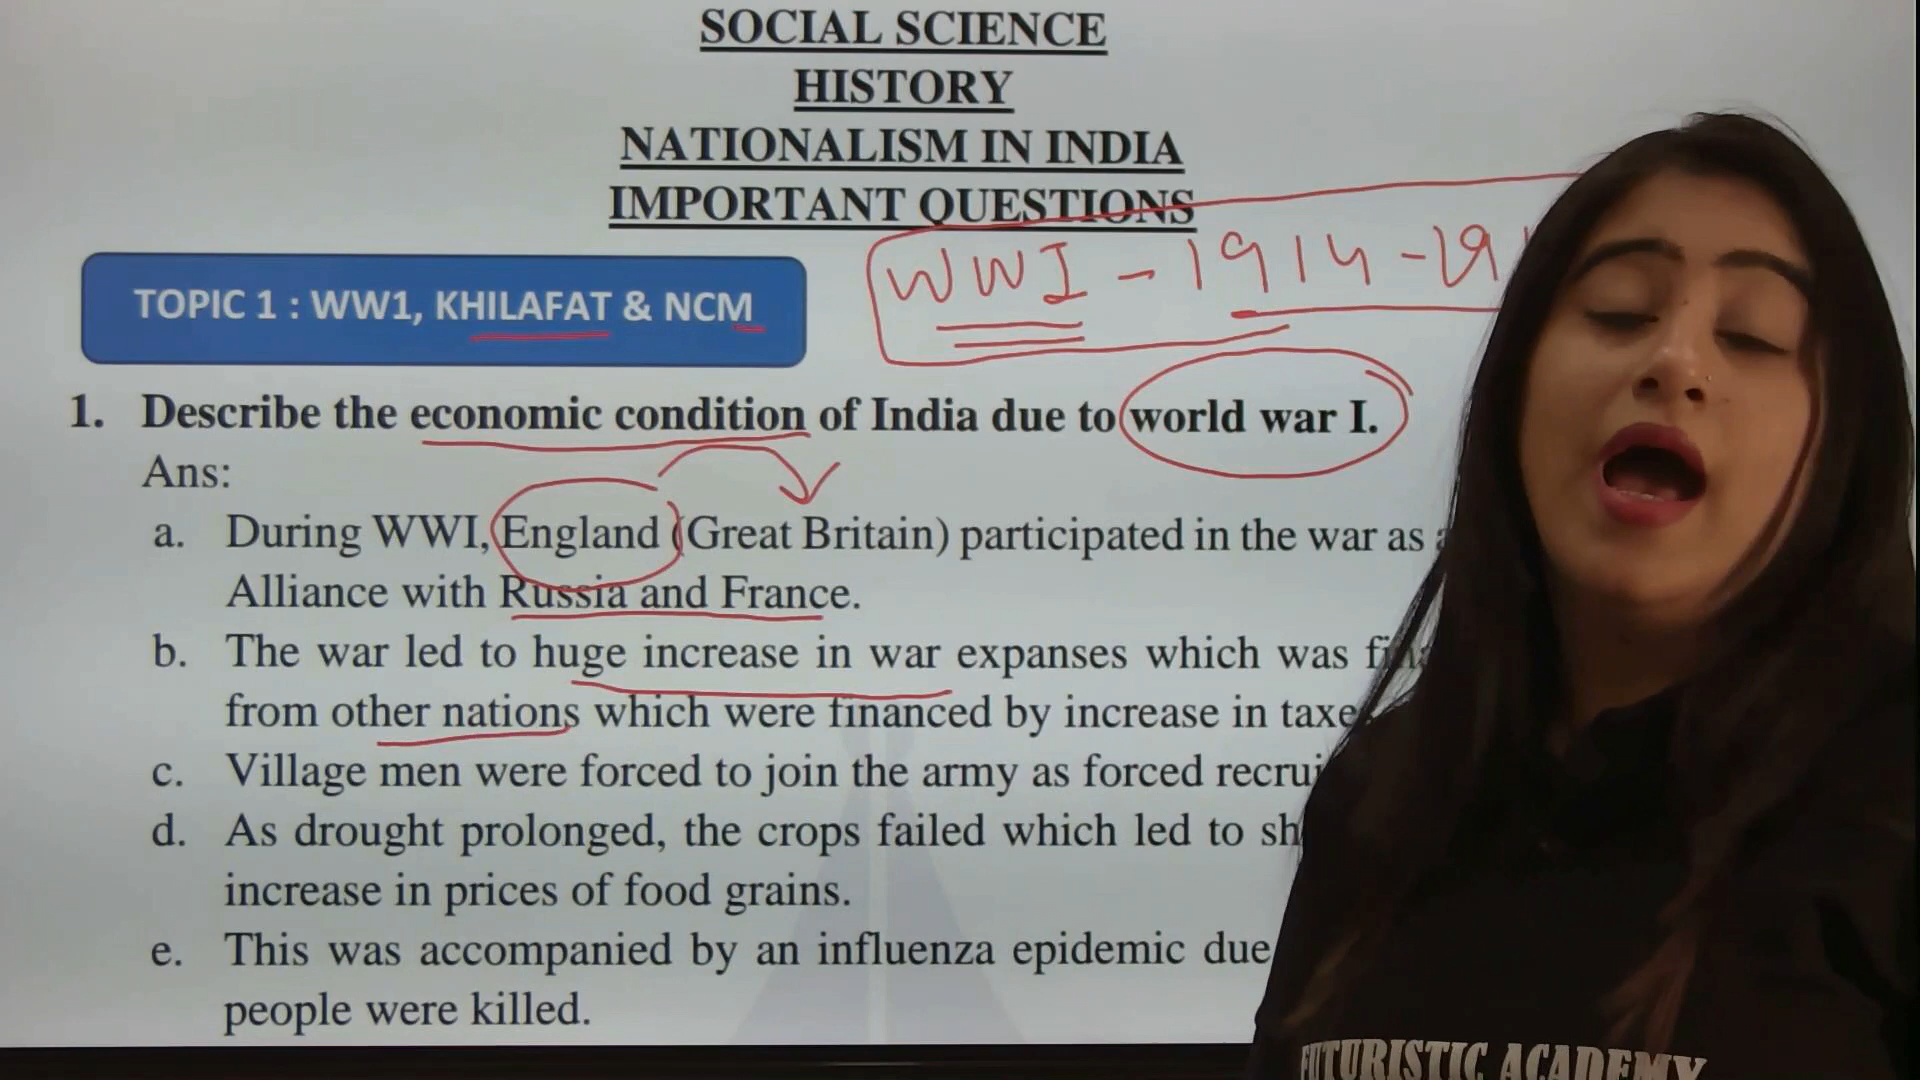 SOCIAL SCIENCE
HISTORY
NATIONALISM IN INDIA
IMPORTANT QUESTIONS
WWI - 1914-19
TOPIC 1 : WW1, KHILAFAT & NCM
1. Describe the economic condition of India due to world war I.
Ans:
a. During WWI, England (Great Britain) participated in the war as
Alliance with Russia and France.
b. The war led to huge increase in war expanses which was
from other nations which were financed by increase in
c. Village men were forced to join the army as forced
d. As drought prolonged, the crops failed which led to
increase in prices of food grains.
e. This was accompanied by an influenza epidemic due
people were killed.
FUTURISTIC ACADEMY